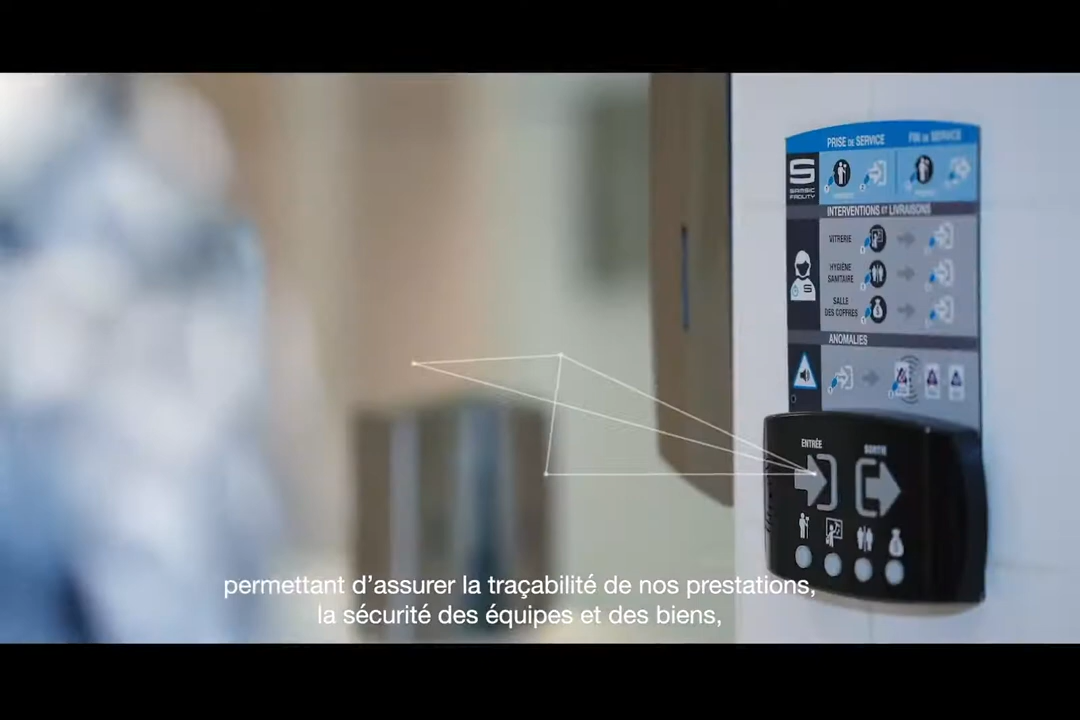 PRISE DE SERVICE
FIN DE SERVICE
S
SAMSIC
FACILITY
INTERVENTIONS ET LIVRAISONS
VITRERIE
HYGIÈNE
SANITAIRE
SALLE
DES COFFRES
ANOMALIES
ENTRÉE
SORTIE
permettant d’assurer la traçabilité de nos prestations,
la sécurité des équipes et des biens,